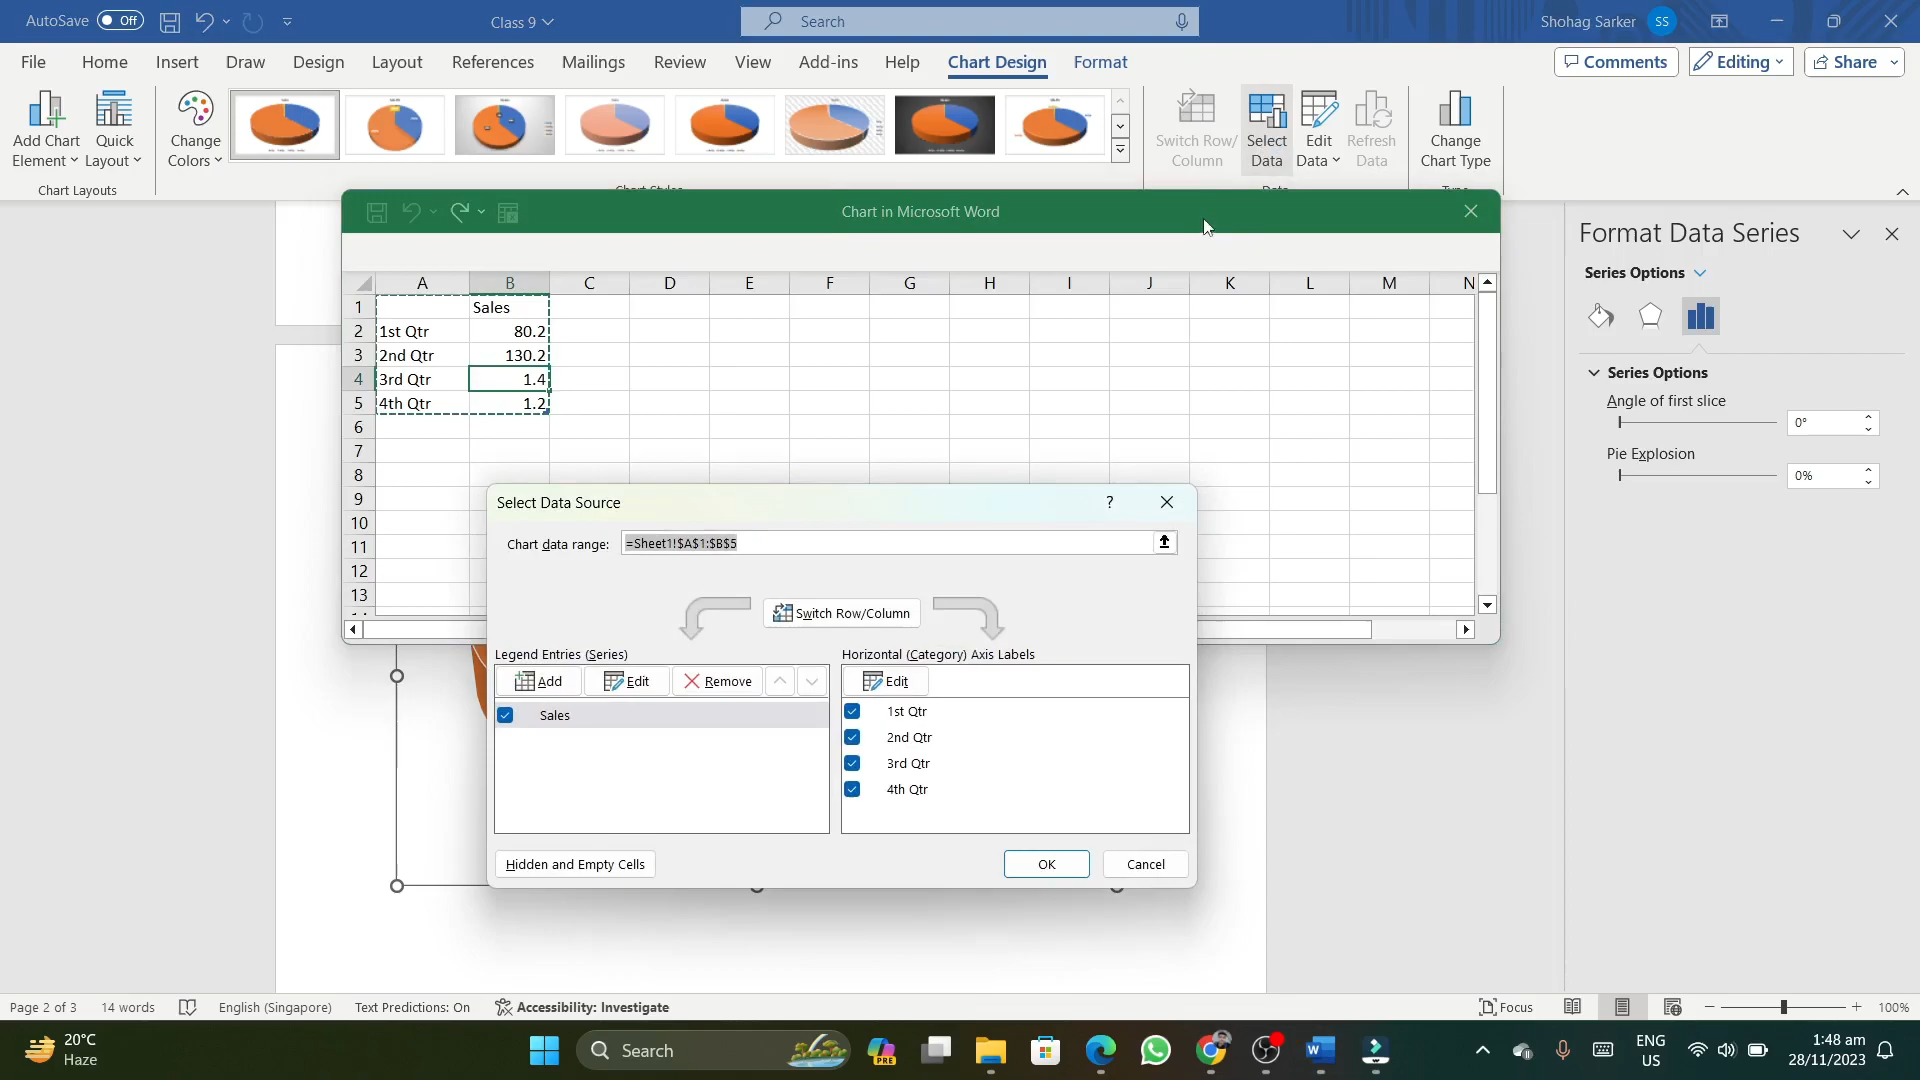 AutoSave Off
Class 9
Search
Shohag Sarker SS
File Home Insert Draw Design Layout References Mailings Review View Add-ins Help Chart Design Format
Comments Editing Share
Add Chart Element
Quick Layout
Change Colors
Switch Row/ Column
Select Data
Edit Data
Refresh Data
Change Chart Type
Chart Layouts
Chart in Microsoft Word
A B C D E F G H I J K L M N
1 Sales
2 1st Qtr 80.2
3 2nd Qtr 130.2
4 3rd Qtr 1.4
5 4th Qtr 1.2
6
7
8
9
10
11
12
13
Select Data Source ?
Chart data range: =Sheet1!$A$1:$B$5
Switch Row/Column
Legend Entries (Series)
Horizontal (Category) Axis Labels
Add Edit Remove
Edit
Sales
1st Qtr
2nd Qtr
3rd Qtr
4th Qtr
Hidden and Empty Cells
OK Cancel
Format Data Series
Series Options
Series Options
Angle of first slice
0°
Pie Explosion
0%
Page 2 of 3 14 words English (Singapore) Text Predictions: On Accessibility: Investigate
Focus 100%
20°C
Haze
Search
PRE
ENG
US
1:48 am
28/11/2023